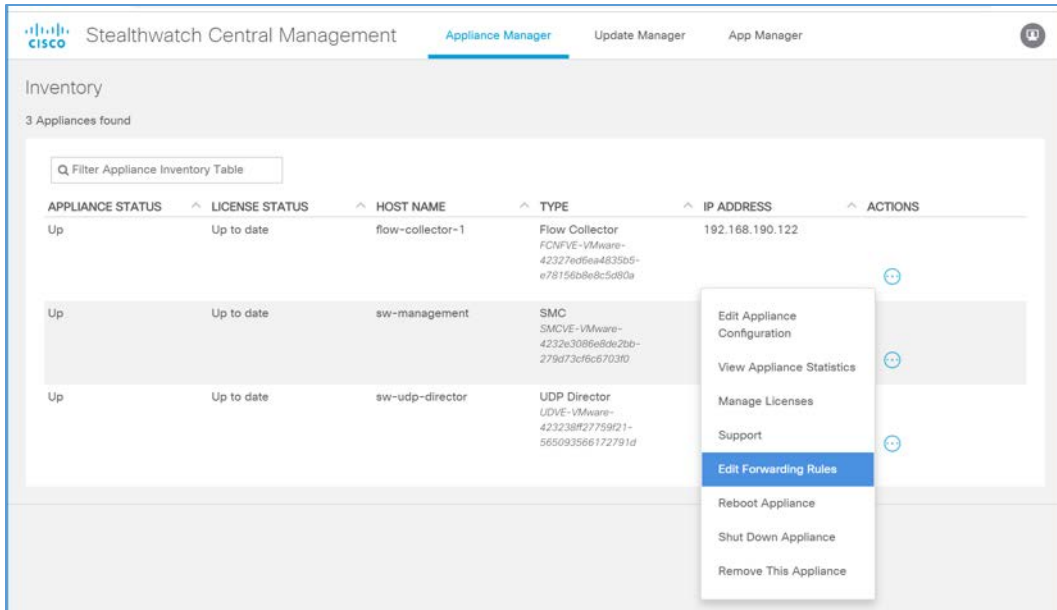 CISCO Stealthwatch Central Management Appliance Manager Update Manager App Manager
Inventory
3 Appliances found
Filter Appliance Inventory Table
APPLIANCE STATUS LICENSE STATUS HOST NAME TYPE IP ADDRESS ACTIONS
Up Up to date flow-collector-1 Flow Collector 192.168.190.122
FCNFVE-VMware-
42327ed6ea4835b5-
e78156b8e8c5d80a
Up Up to date sw-management SMC
SMCVE-VMware-
4232e3086e8de2bb-
279d73cf6c6703f0
Up Up to date sw-udp-director UDP Director
UDVE-VMware-
423238ff27759f21-
565093566172791d
Edit Appliance
Configuration
View Appliance Statistics
Manage Licenses
Support
Edit Forwarding Rules
Reboot Appliance
Shut Down Appliance
Remove This Appliance